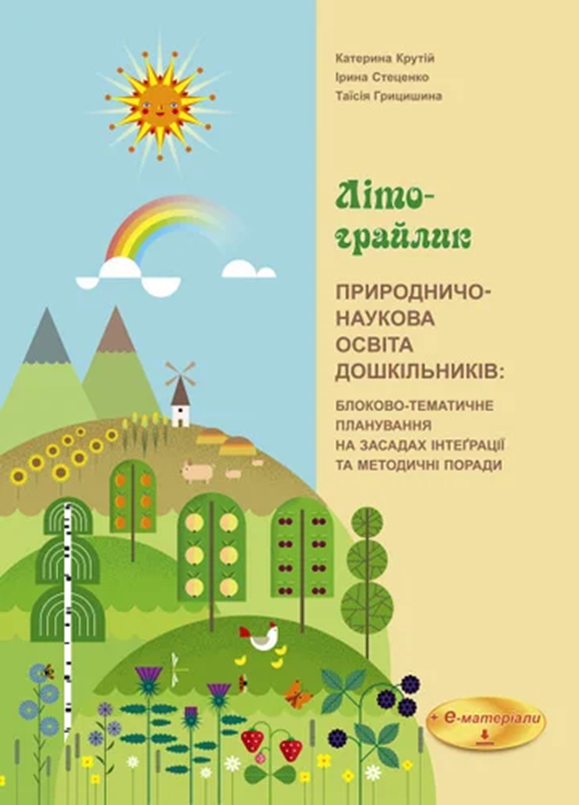 Катерина Крутій
Ірина Стеценко
Таїсія Грицишина
Літо-
грайлик
ПРИРОДНИЧО-
НАУКОВА
ОСВІТА
ДОШКІЛЬНИКІВ:
БЛОКОВО-ТЕМАТИЧНЕ
ПЛАНУВАННЯ
НА ЗАСАДАХ ІНТЕҐРАЦІЇ
ТА МЕТОДИЧНІ ПОРАДИ
+ е-матеріали